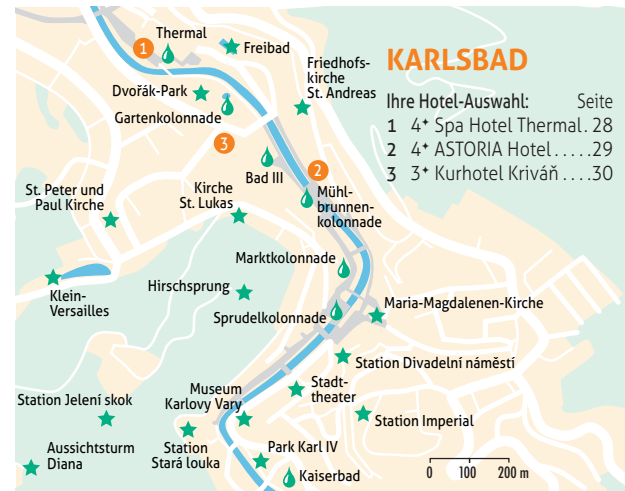 KARLSBAD
Ihre Hotel-Auswahl: Seite
1 4✦ Spa Hotel Thermal. 28
2 4✦ ASTORIA Hotel.....29
3 3✦ Kurhotel Kriváň....30
Thermal
1
Freibad
Friedhofs-
kirche
St. Andreas
Dvořák-Park
Gartenkolonnade
3
Bad III
2
Mühl-
brunnen-
kolonnade
St. Peter und
Paul Kirche
Kirche
St. Lukas
Marktkolonnade
Klein-
Versailles
Hirschsprung
Sprudelkolonnade
Maria-Magdalenen-Kirche
Station Divadelní náměstí
Museum
Karlovy Vary
Stadt-
theater
Station Jelení skok
Station Imperial
Aussichtsturm
Diana
Station
Stará louka
Park Karl IV
Kaiserbad
0 100 200 m